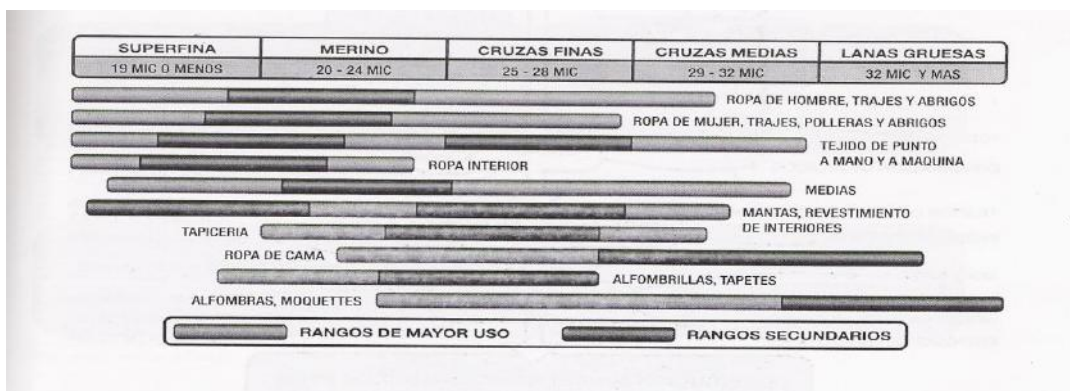 SUPERFINA MERINO CRUZAS FINAS CRUZAS MEDIAS LANAS GRUESAS
19 MIC O MENOS 20 - 24 MIC 25 - 28 MIC 29 - 32 MIC 32 MIC Y MAS
ROPA DE HOMBRE, TRAJES Y ABRIGOS
ROPA DE MUJER, TRAJES, POLLERAS Y ABRIGOS
TEJIDO DE PUNTO
A MANO Y A MAQUINA
ROPA INTERIOR
MEDIAS
MANTAS, REVESTIMIENTO
DE INTERIORES
TAPICERIA
ROPA DE CAMA
ALFOMBRILLAS, TAPETES
ALFOMBRAS, MOQUETTES
RANGOS DE MAYOR USO RANGOS SECUNDARIOS